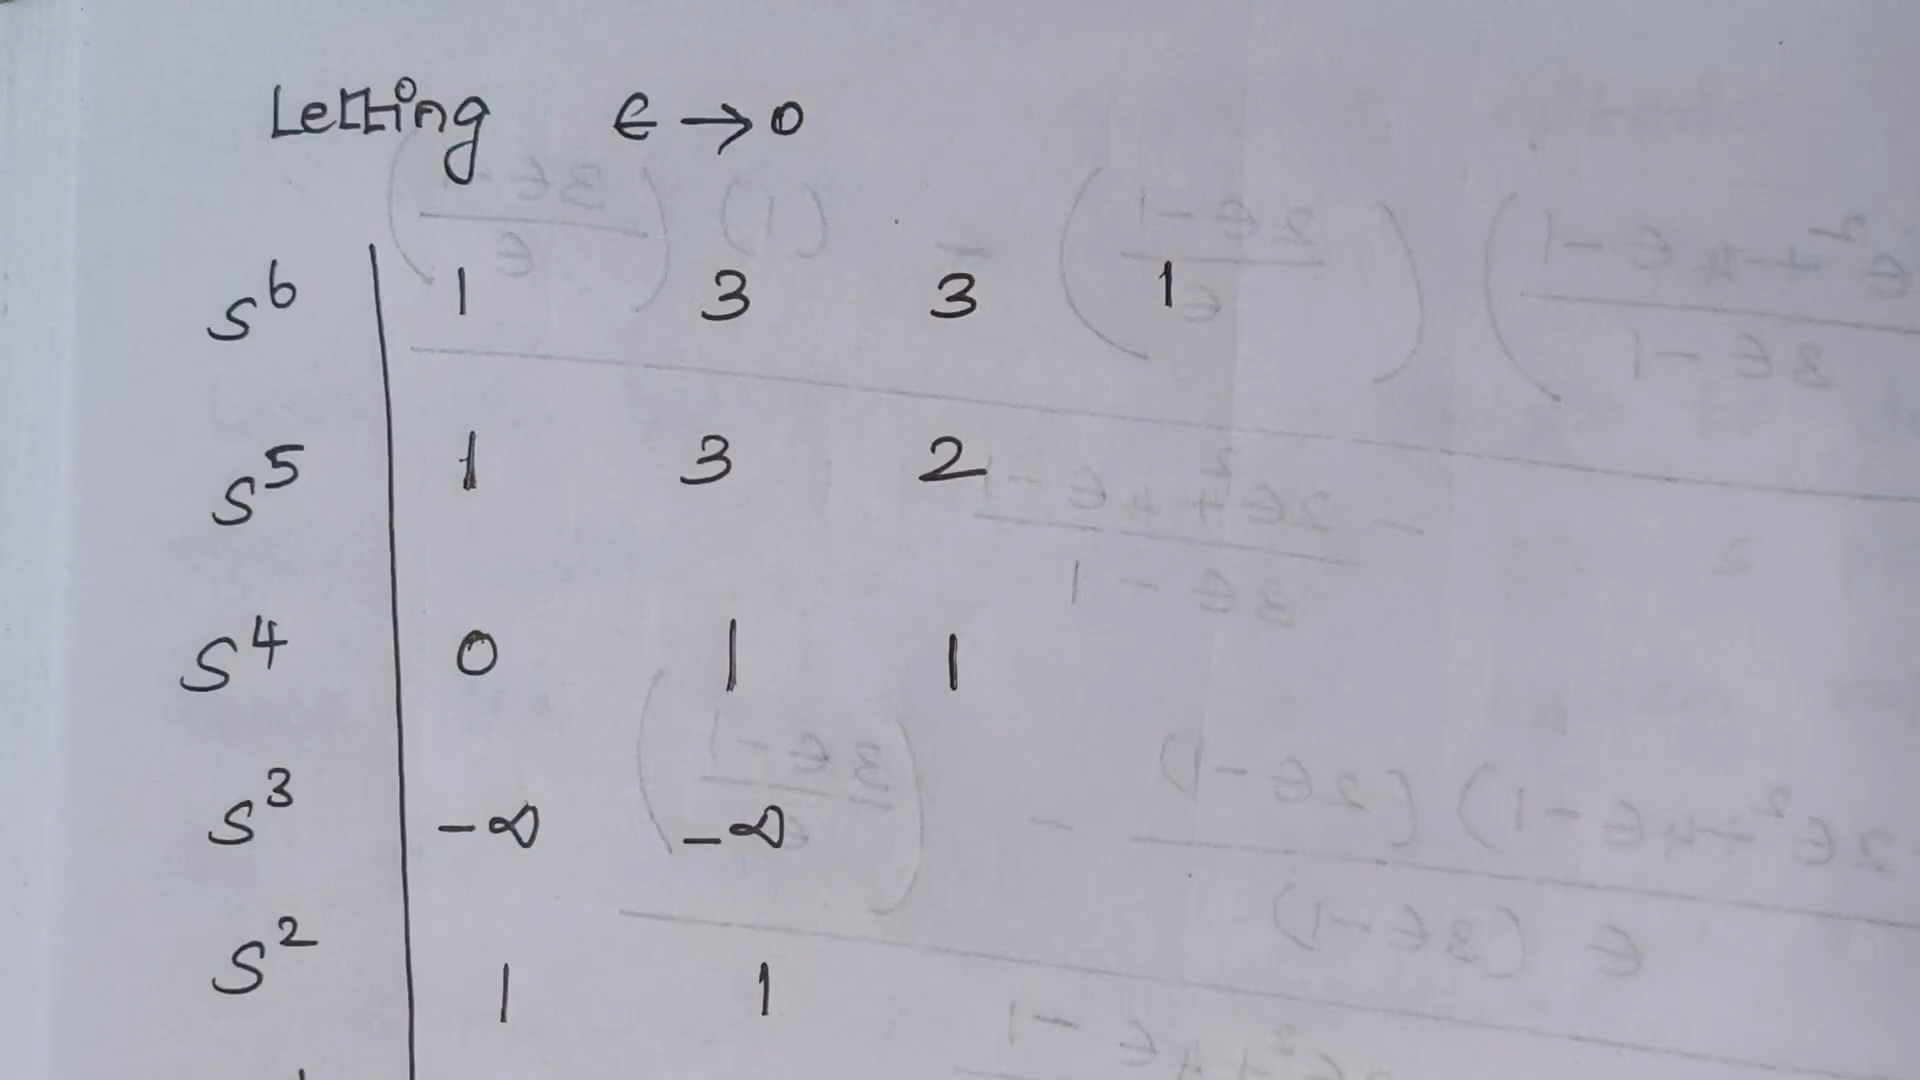 Letting ∈ → 0
s⁶ | 1 3 3 1
s⁵ | 1 3 2
s⁴ | 0 1 1
s³ | -∞ -∞
s² | 1 1